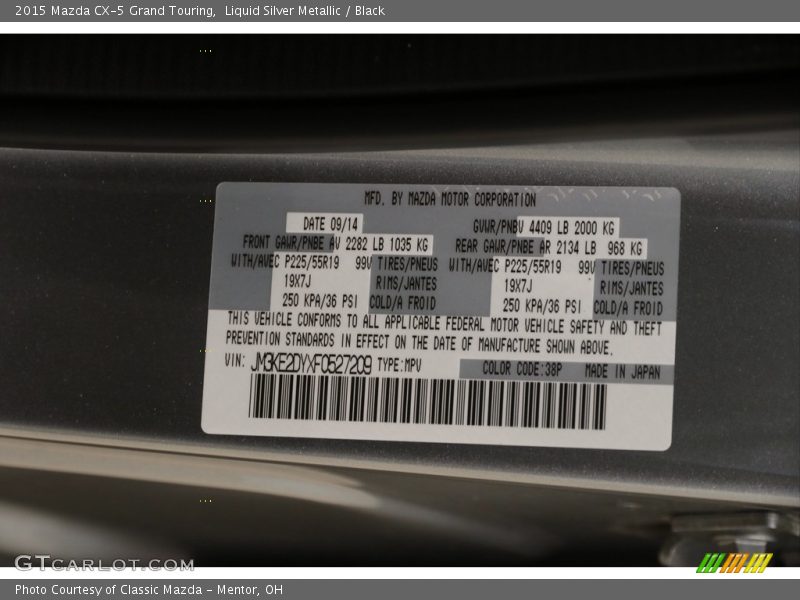 2015 Mazda CX-5 Grand Touring,  Liquid Silver Metallic / Black
MFD. BY MAZDA MOTOR CORPORATION
DATE 09/14 GVWR/PNBV 4409 LB 2000 KG
FRONT GAWR/PNBE AV 2282 LB 1035 KG REAR GAWR/PNBE AR 2134 LB 968 KG
WITH/AVEC P225/55R19 99V TIRES/PNEUS WITH/AVEC P225/55R19 99V TIRES/PNEUS
19X7J RIMS/JANTES 19X7J RIMS/JANTES
250 KPA/36 PSI COLD/A FROID 250 KPA/36 PSI COLD/A FROID
THIS VEHICLE CONFORMS TO ALL APPLICABLE FEDERAL MOTOR VEHICLE SAFETY AND THEFT
PREVENTION STANDARDS IN EFFECT ON THE DATE OF MANUFACTURE SHOWN ABOVE.
VIN: JM3KE2DYXF0527209 TYPE:MPV COLOR CODE:38P MADE IN JAPAN
GTCARLOT.COM
Photo Courtesy of Classic Mazda - Mentor, OH